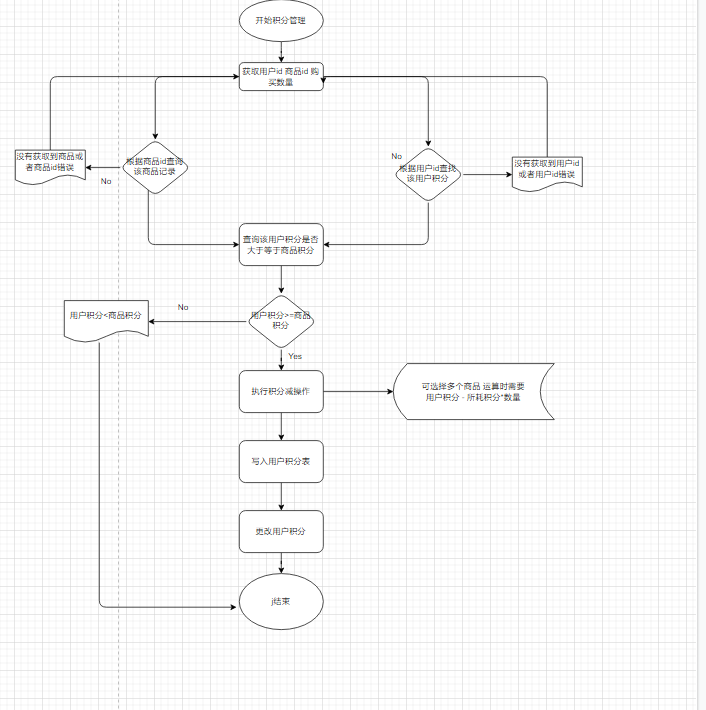 开始积分管理
获取用户id 商品id 购
买数量
没有获取到商品或
者商品id错误
No
根据商品id查询
该商品记录
No
根据用户id查找
该用户积分
没有获取到用户id
或者用户id错误
查询该用户积分是否
大于等于商品积分
用户积分<商品积分
No
用户积分>=商品
积分
Yes
执行积分减操作
可选择多个商品 运算时需要
用户积分 - 所耗积分*数量
写入用户积分表
更改用户积分
j结束